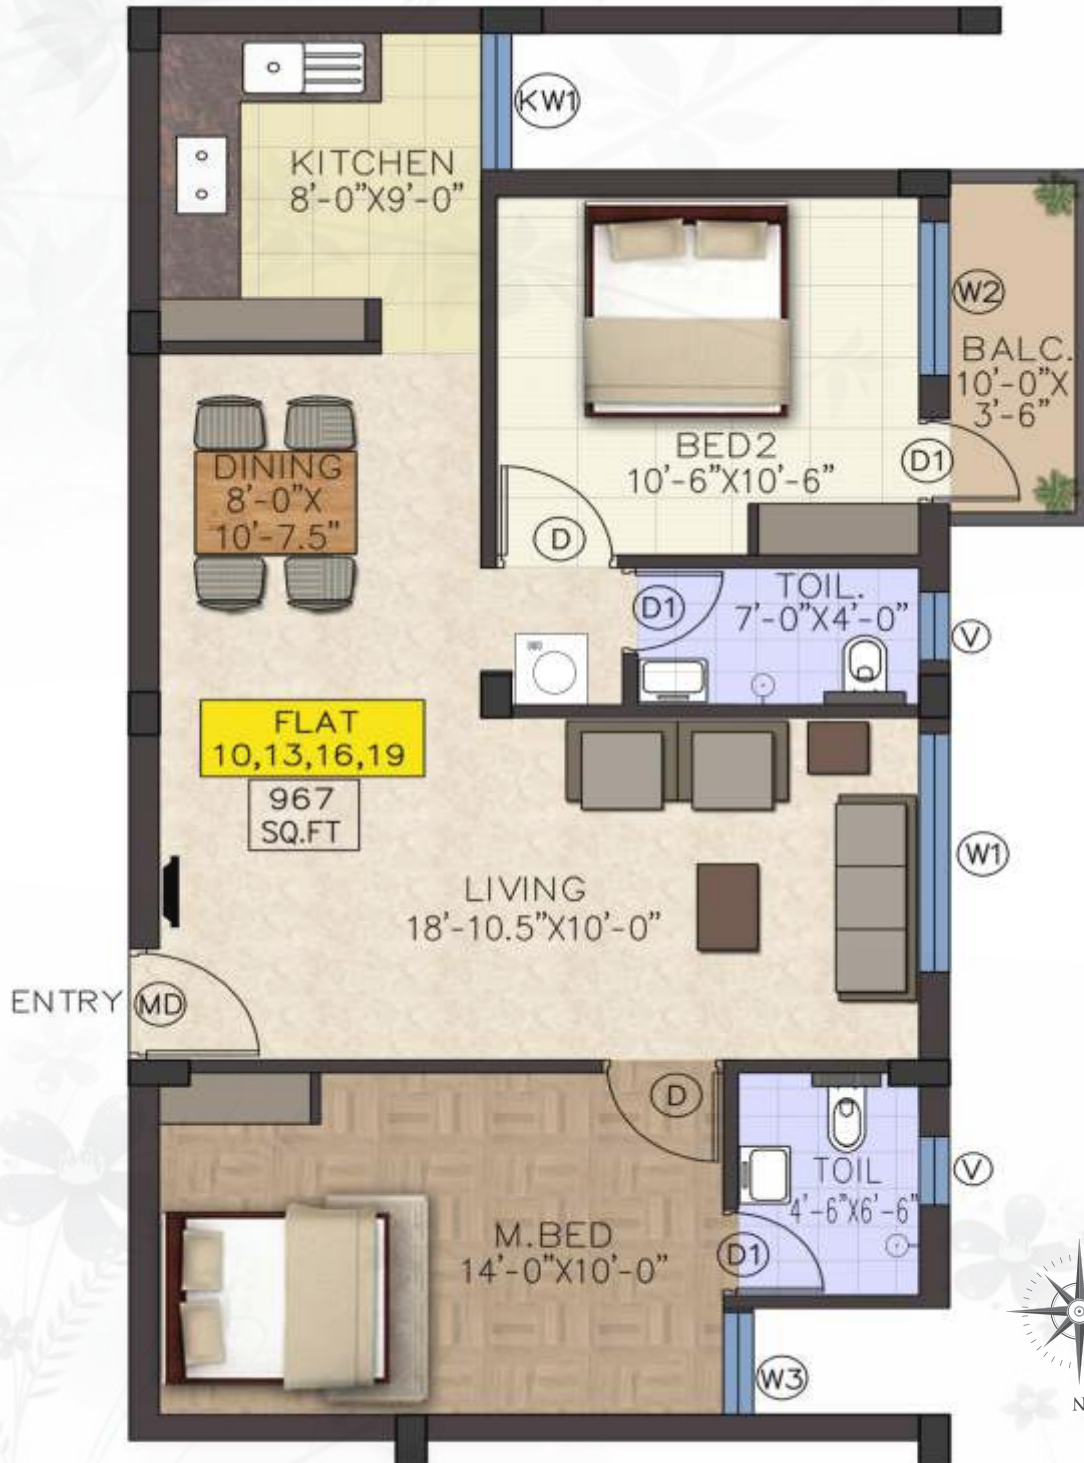 KW1
KITCHEN
8'-0"X9'-0"
W2
BALC.
10'-0"X
3'-6"
BED2
10'-6"X10'-6"
D1
DINING
8'-0"X
10'-7.5"
D
D1
TOIL.
7'-0"X4'-0"
V
FLAT
10,13,16,19
967
SQ.FT
W1
LIVING
18'-10.5"X10'-0"
ENTRY
MD
D
TOIL
4'-6"X6'-6"
V
M.BED
14'-0"X10'-0"
D1
W3
N